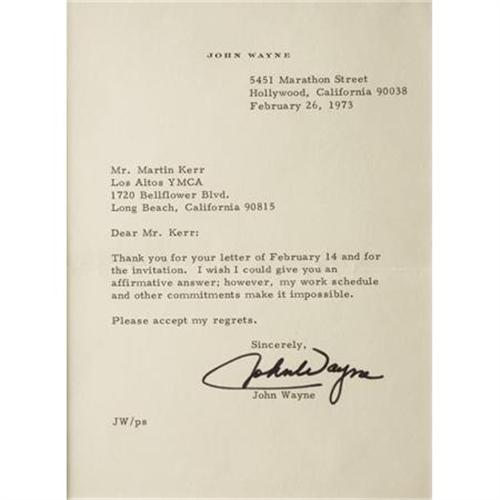 JOHN WAYNE
5451 Marathon Street
Hollywood, California 90038
February 26, 1973
Mr. Martin Kerr
Los Altos YMCA
1720 Bellflower Blvd.
Long Beach, California 90815
Dear Mr. Kerr:
Thank you for your letter of February 14 and for
the invitation. I wish I could give you an
affirmative answer; however, my work schedule
and other commitments make it impossible.
Please accept my regrets.
Sincerely,
John Wayne
John Wayne
JW/ps